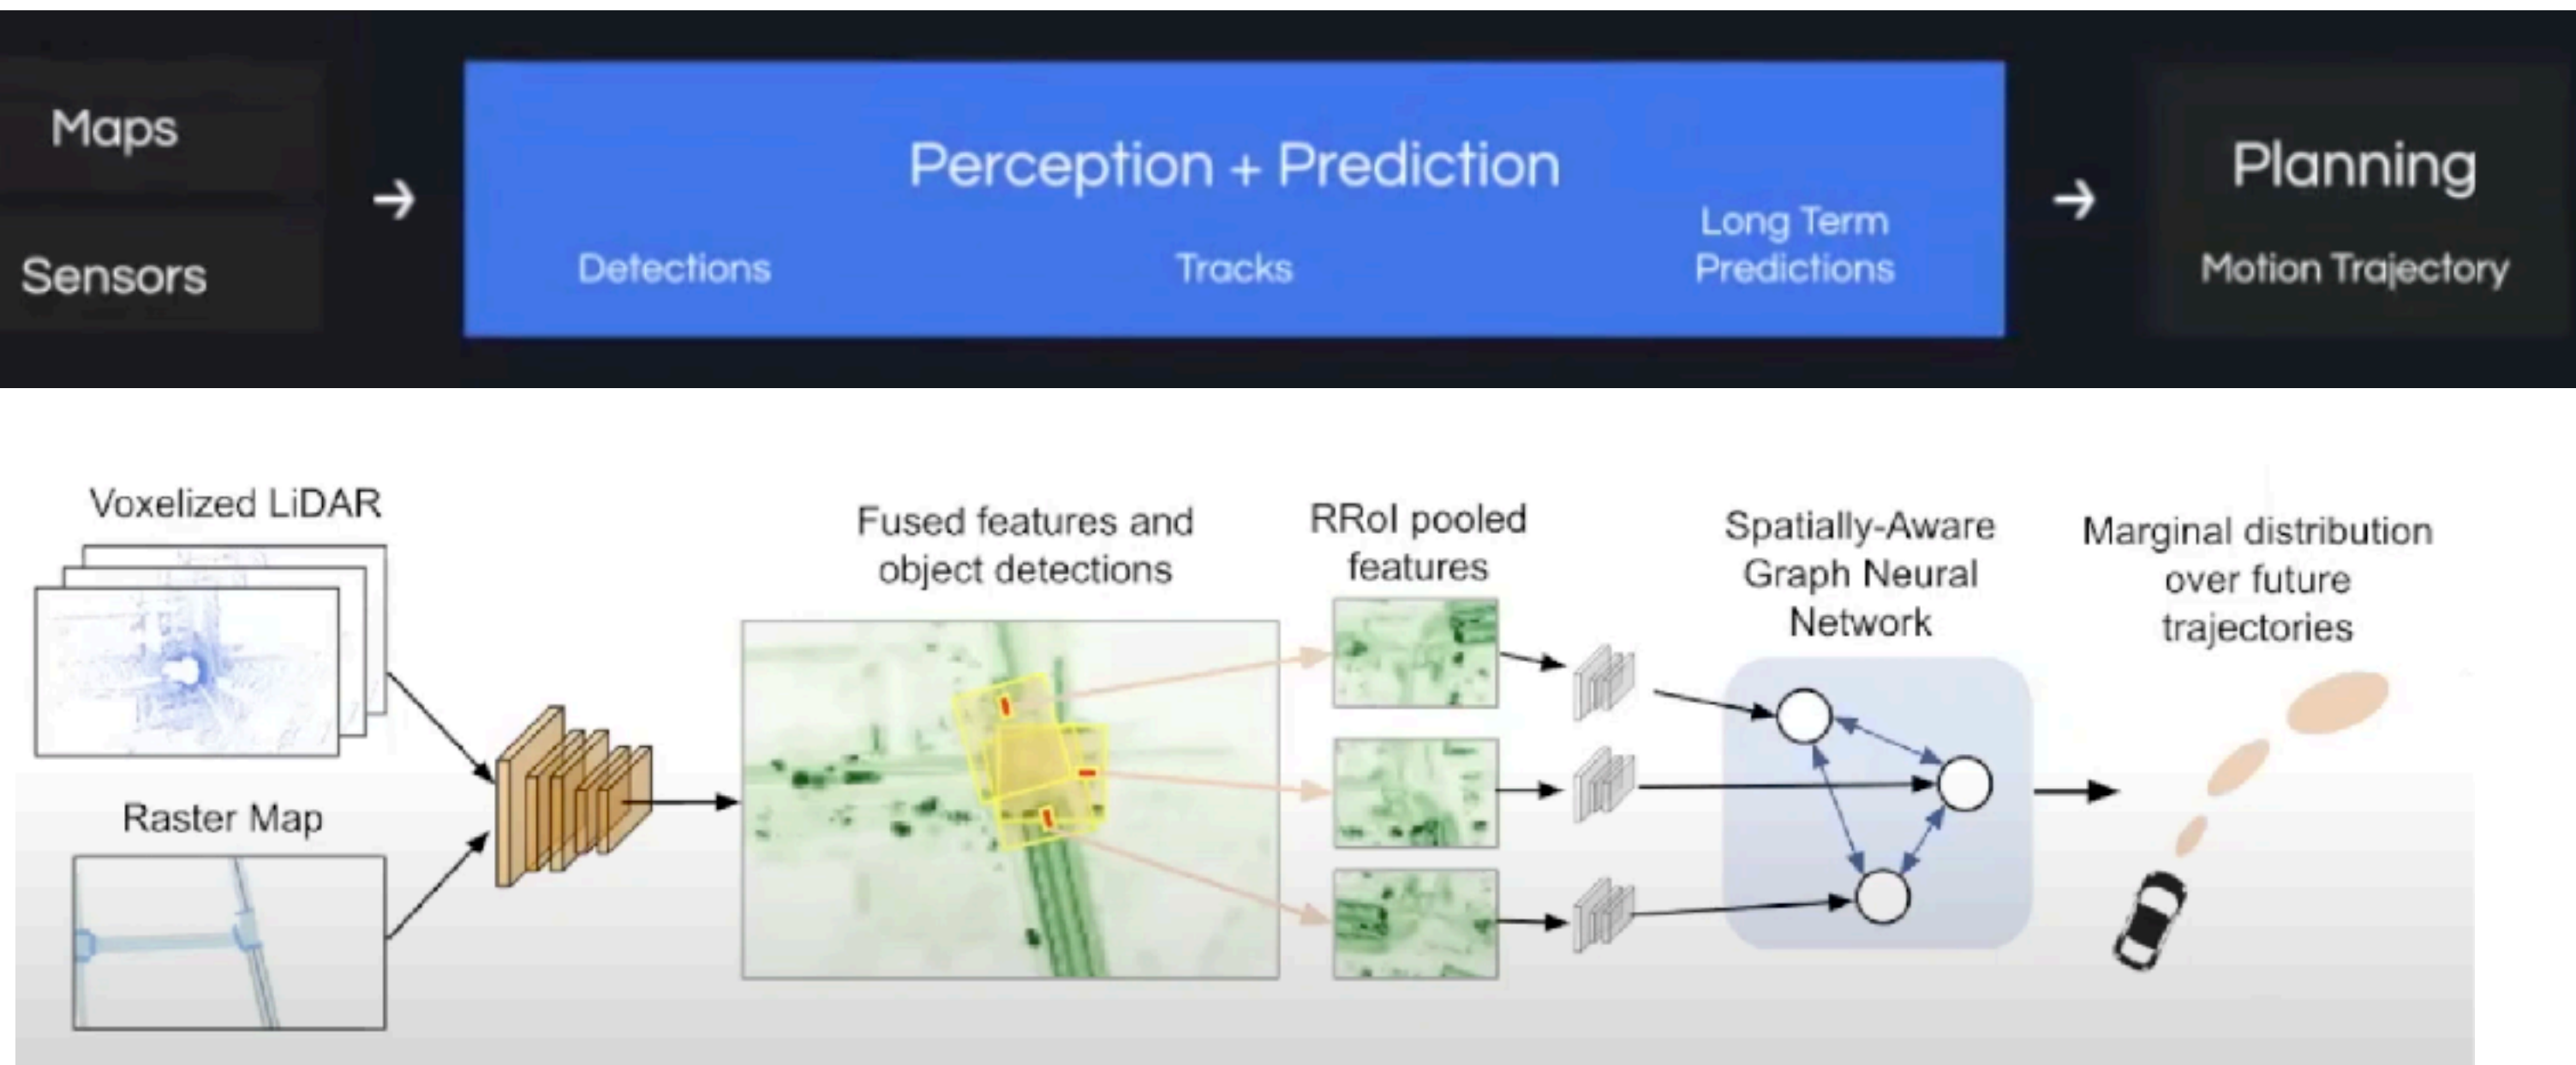 Maps
Sensors
Perception + Prediction
Detections
Tracks
Long Term
Predictions
Planning
Motion Trajectory
Voxelized LiDAR
Raster Map
Fused features and
object detections
RRoI pooled
features
Spatially-Aware
Graph Neural
Network
Marginal distribution
over future
trajectories